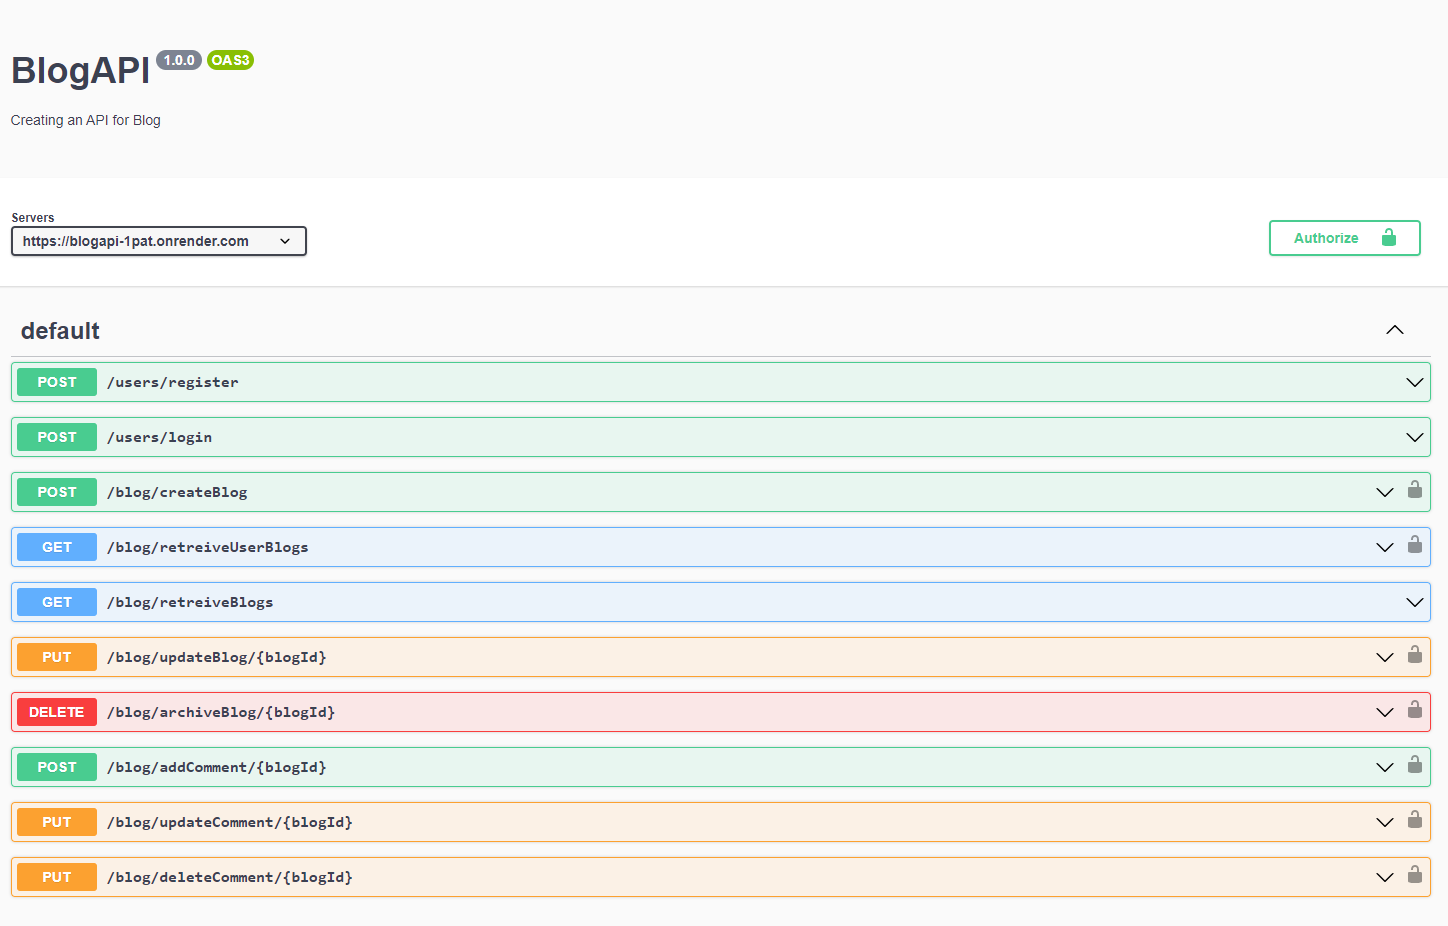 BlogAPI 1.0.0 OAS3
Creating an API for Blog
Servers
https://blogapi-1pat.onrender.com
Authorize
default
POST /users/register
POST /users/login
POST /blog/createBlog
GET /blog/retreiveUserBlogs
GET /blog/retreiveBlogs
PUT /blog/updateBlog/{blogId}
DELETE /blog/archiveBlog/{blogId}
POST /blog/addComment/{blogId}
PUT /blog/updateComment/{blogId}
PUT /blog/deleteComment/{blogId}